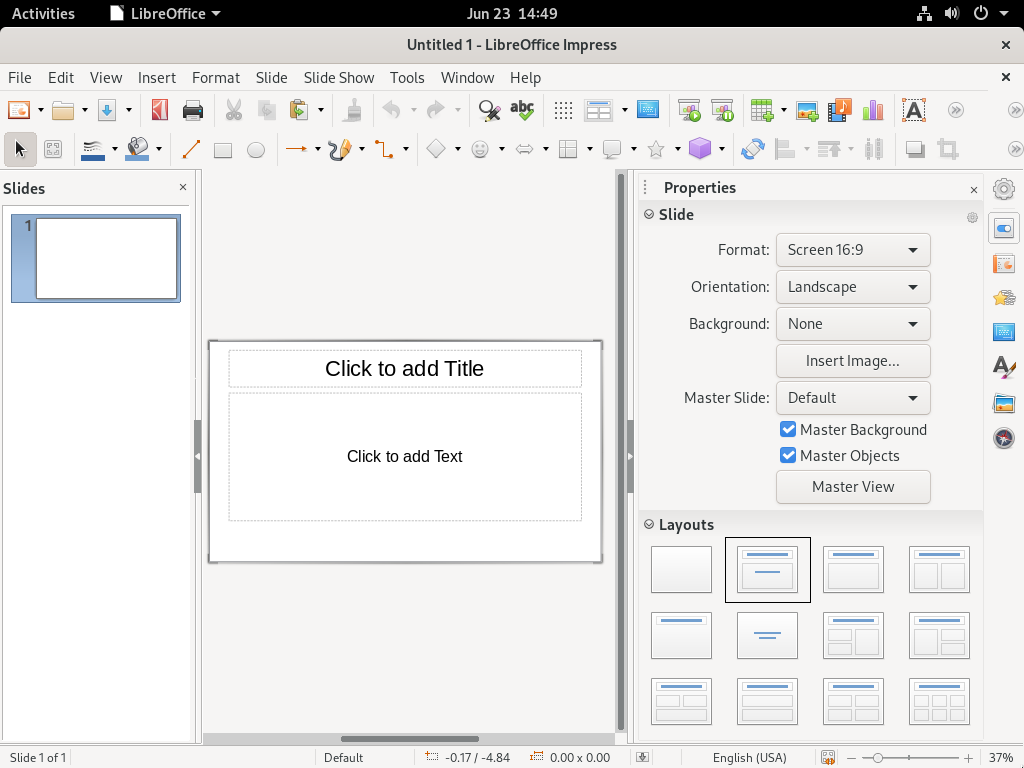 Activities LibreOffice Jun 23 14:49
Untitled 1 - LibreOffice Impress
File Edit View Insert Format Slide Slide Show Tools Window Help
abc A
Slides
1
Click to add Title
Click to add Text
Properties
Slide
Format: Screen 16:9
Orientation: Landscape
Background: None
Insert Image...
Master Slide: Default
Master Background
Master Objects
Master View
Layouts
Slide 1 of 1 Default -0.17 / -4.84 0.00 x 0.00 English (USA) 37%